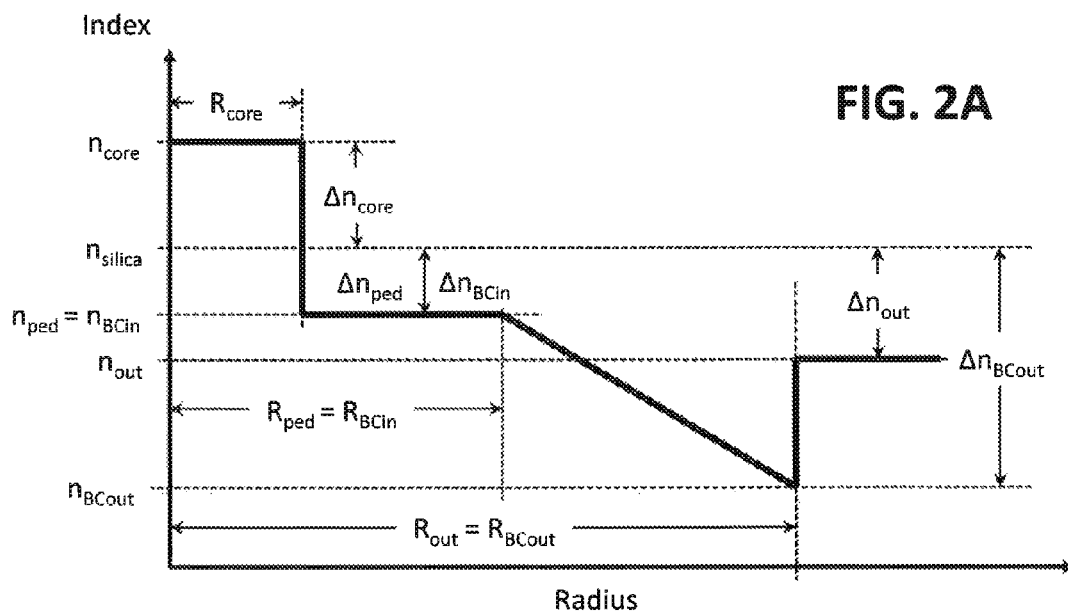 Index
FIG. 2A
R_core
n_core
Δn_core
n_silica
Δn_ped Δn_BCin
Δn_out
n_ped = n_BCin
n_out
Δn_BCout
R_ped = R_BCin
n_BCout
R_out = R_BCout
Radius